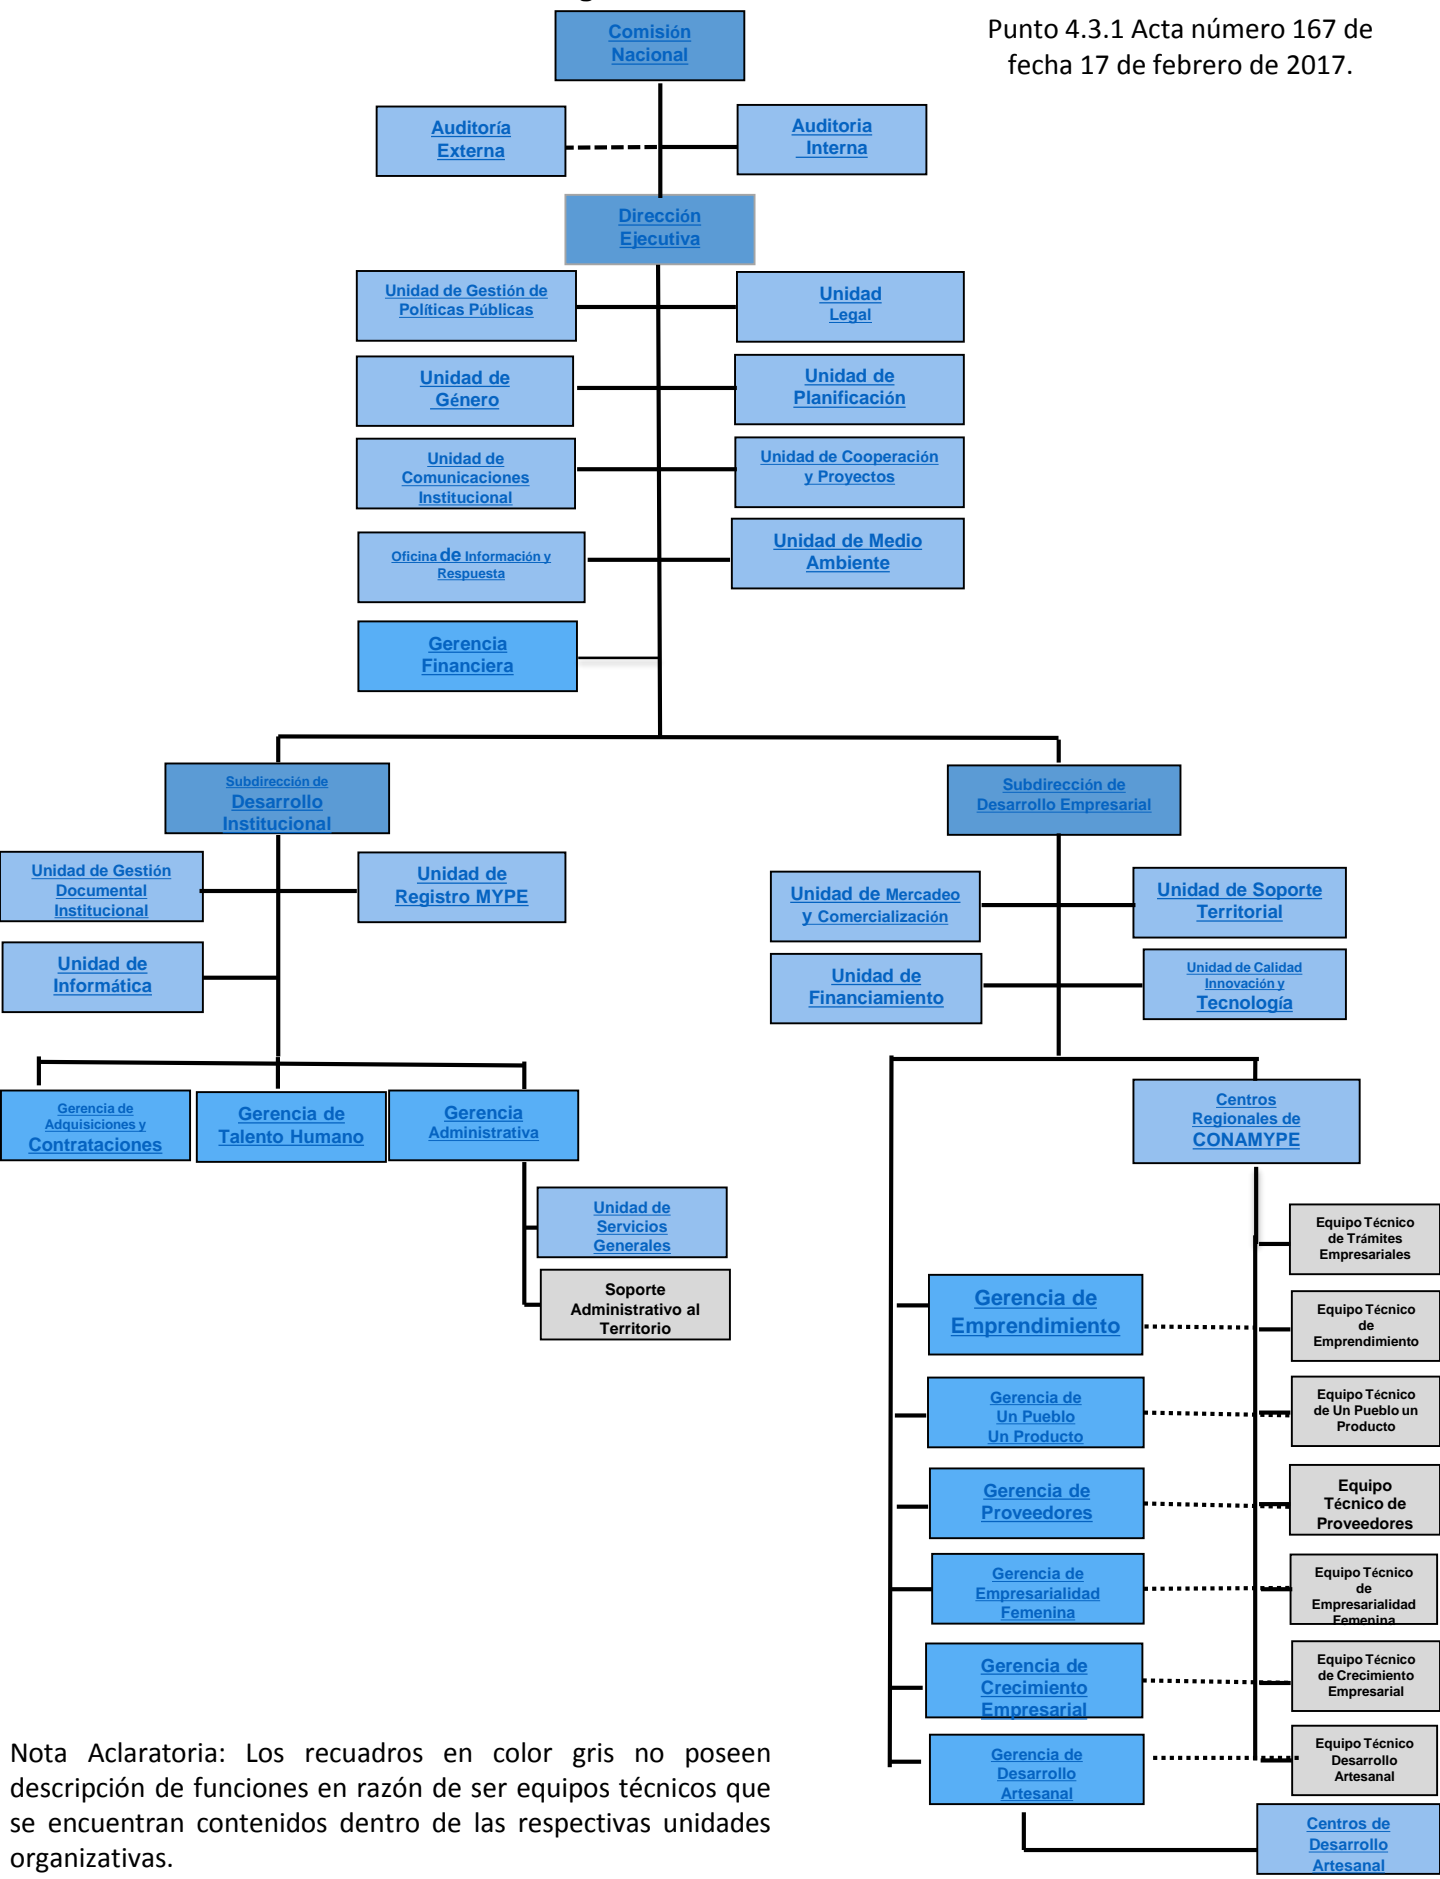 Comisión
Nacional
Punto 4.3.1 Acta número 167 de
fecha 17 de febrero de 2017.
Auditoría
Externa
Auditoria
Interna
Dirección
Ejecutiva
Unidad de Gestión de
Políticas Públicas
Unidad
Legal
Unidad de
Género
Unidad de
Planificación
Unidad de
Comunicaciones
Institucional
Unidad de Cooperación
y Proyectos
Oficina de Información y
Respuesta
Unidad de Medio
Ambiente
Gerencia
Financiera
Subdirección de
Desarrollo
Institucional
Subdirección de
Desarrollo Empresarial
Unidad de Gestión
Documental
Institucional
Unidad de
Registro MYPE
Unidad de
Informática
Unidad de Mercadeo
y Comercialización
Unidad de Soporte
Territorial
Unidad de
Financiamiento
Unidad de Calidad
Innovación y
Tecnología
Gerencia de
Adquisiciones y
Contrataciones
Gerencia de
Talento Humano
Gerencia
Administrativa
Unidad de
Servicios
Generales
Soporte
Administrativo al
Territorio
Centros
Regionales de
CONAMYPE
Equipo Técnico
de Trámites
Empresariales
Gerencia de
Emprendimiento
Equipo Técnico
de
Emprendimiento
Gerencia de
Un Pueblo
Un Producto
Equipo Técnico
de Un Pueblo un
Producto
Gerencia de
Proveedores
Equipo
Técnico de
Proveedores
Gerencia de
Empresarialidad
Femenina
Equipo Técnico
de
Empresarialidad
Femenina
Gerencia de
Crecimiento
Empresarial
Equipo Técnico
de Crecimiento
Empresarial
Gerencia de
Desarrollo
Artesanal
Equipo Técnico
Desarrollo
Artesanal
Centros de
Desarrollo
Artesanal
Nota Aclaratoria: Los recuadros en color gris no poseen
descripción de funciones en razón de ser equipos técnicos que
se encuentran contenidos dentro de las respectivas unidades
organizativas.